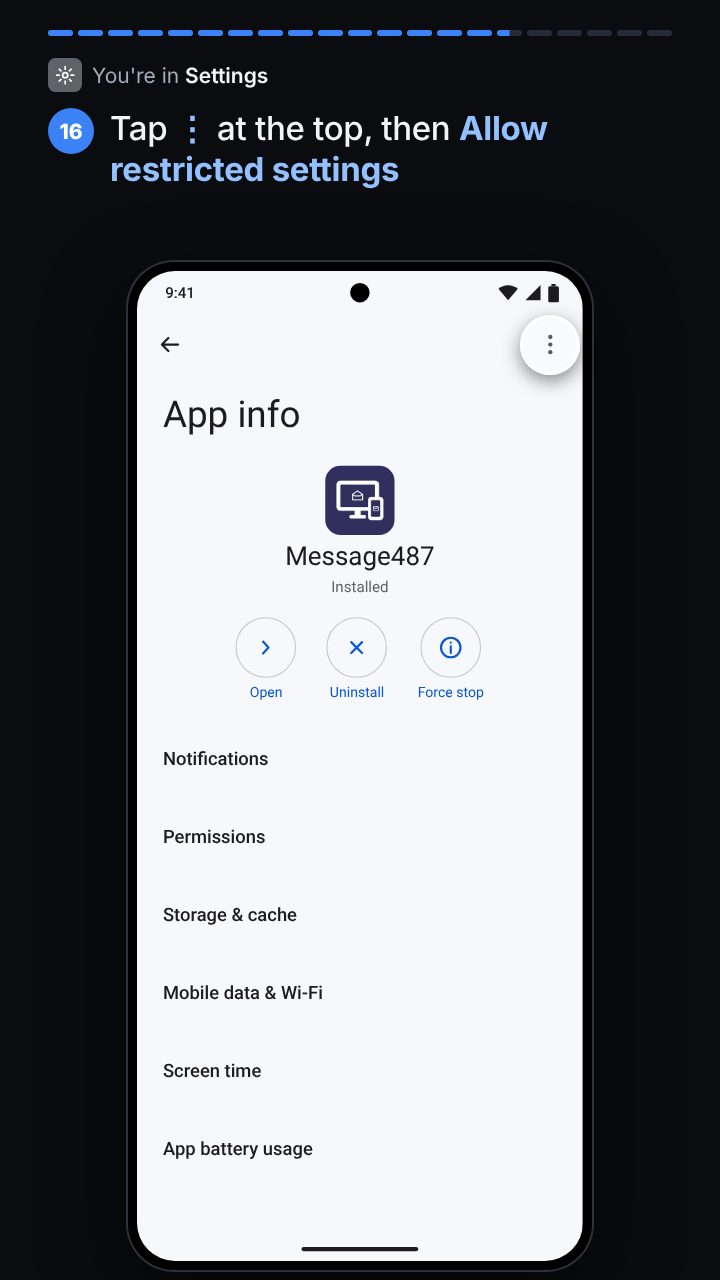 You're in Settings
16
Tap ⋮ at the top, then Allow
restricted settings
9:41
App info
Message487
Installed
Open
Uninstall
Force stop
Notifications
Permissions
Storage & cache
Mobile data & Wi-Fi
Screen time
App battery usage